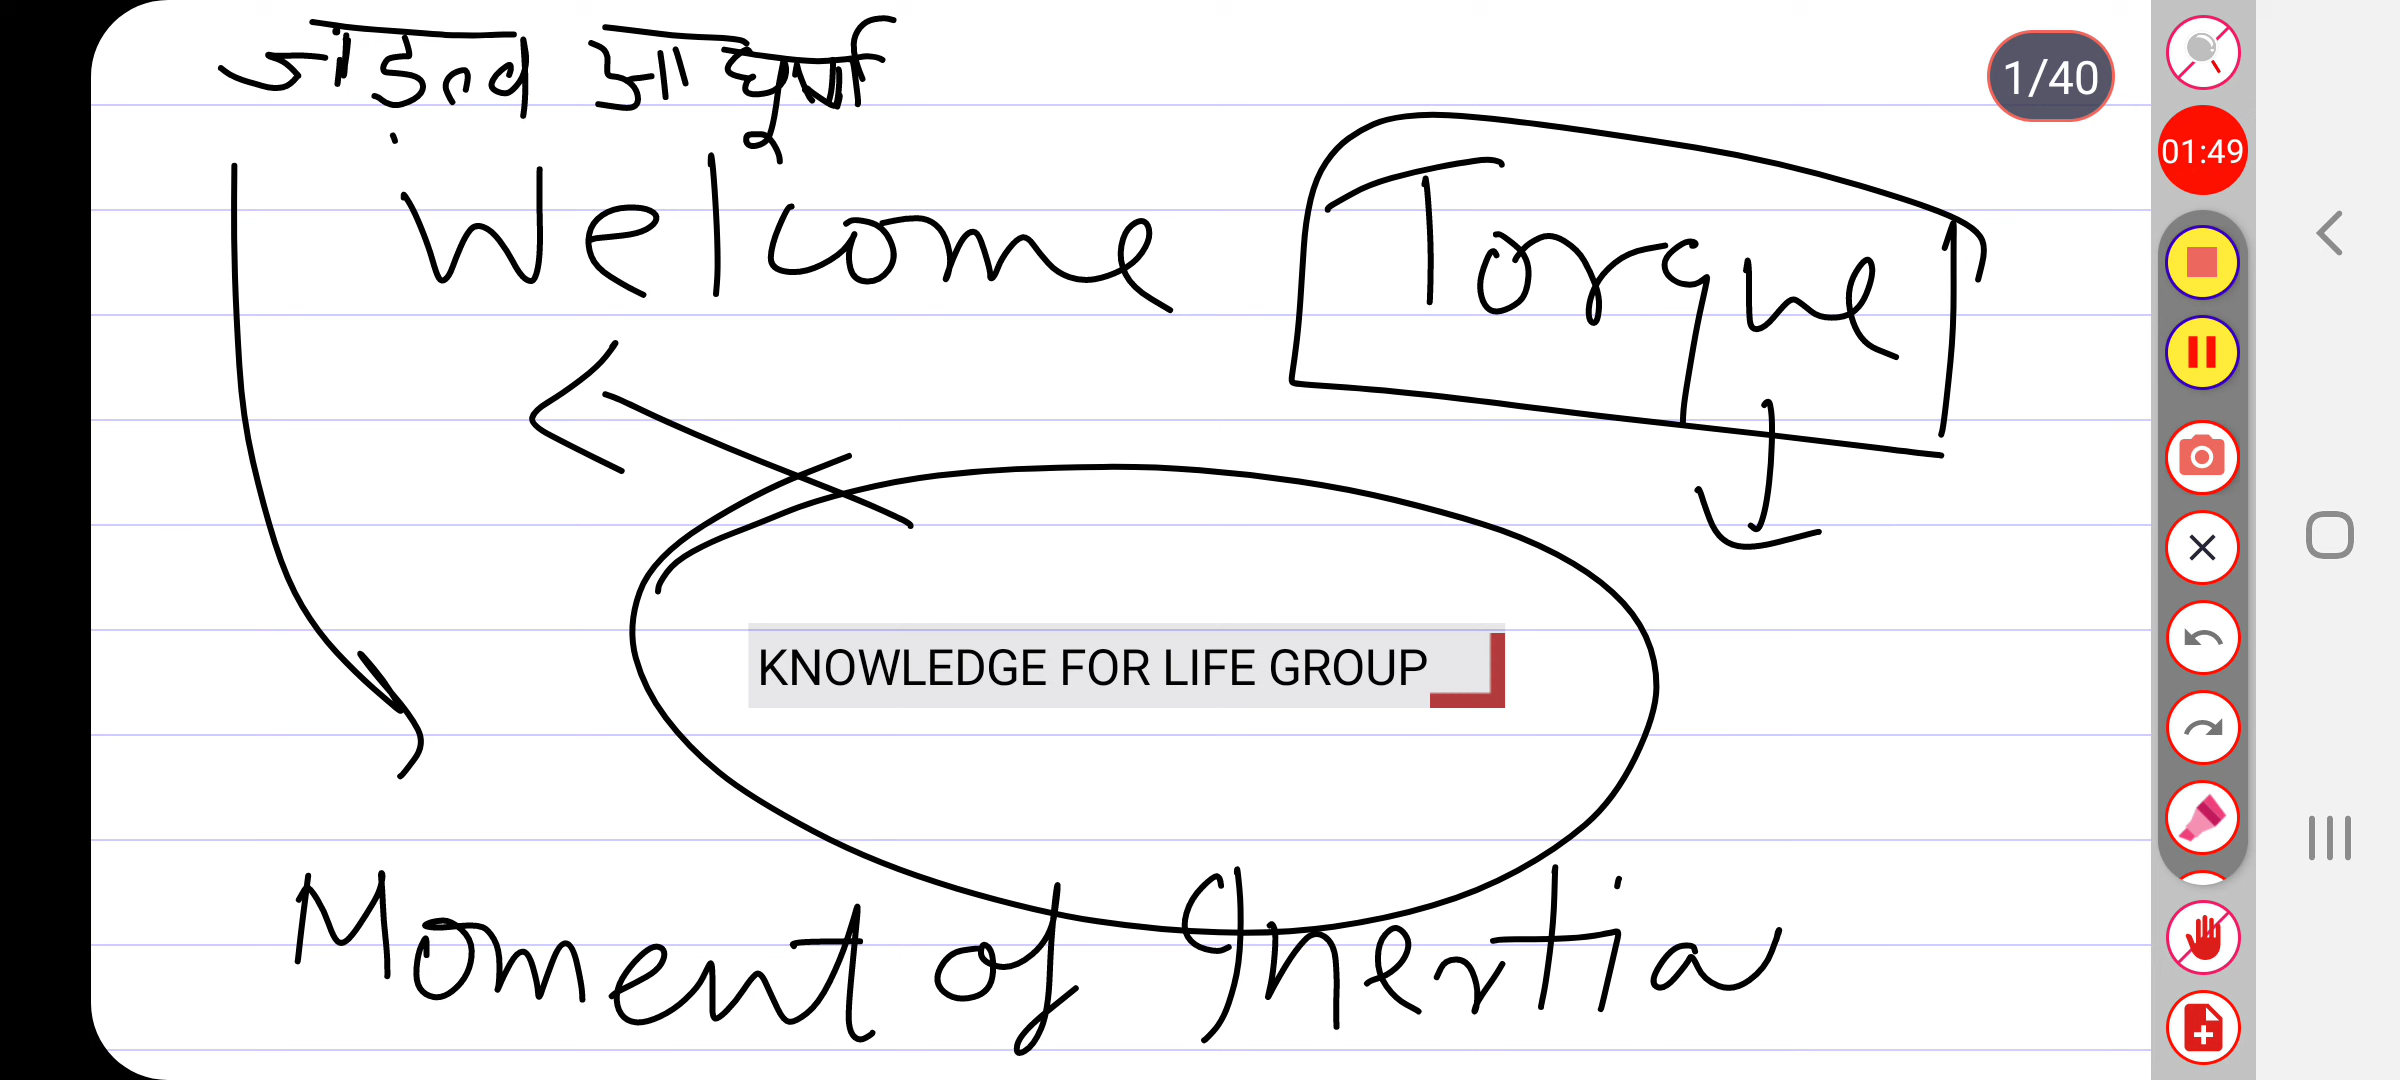 1/40
01:49
Welcome
Torque
KNOWLEDGE FOR LIFE GROUP
Moment of Inertia